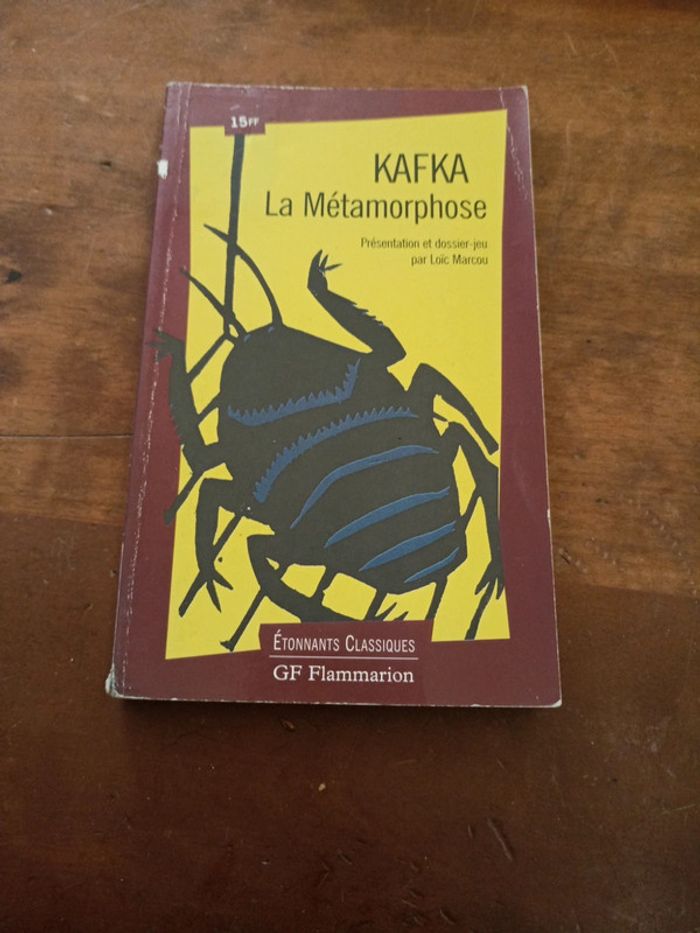 15FF
KAFKA
La Métamorphose
Présentation et dossier-jeu
par Loïc Marcou
ÉTONNANTS CLASSIQUES
GF Flammarion